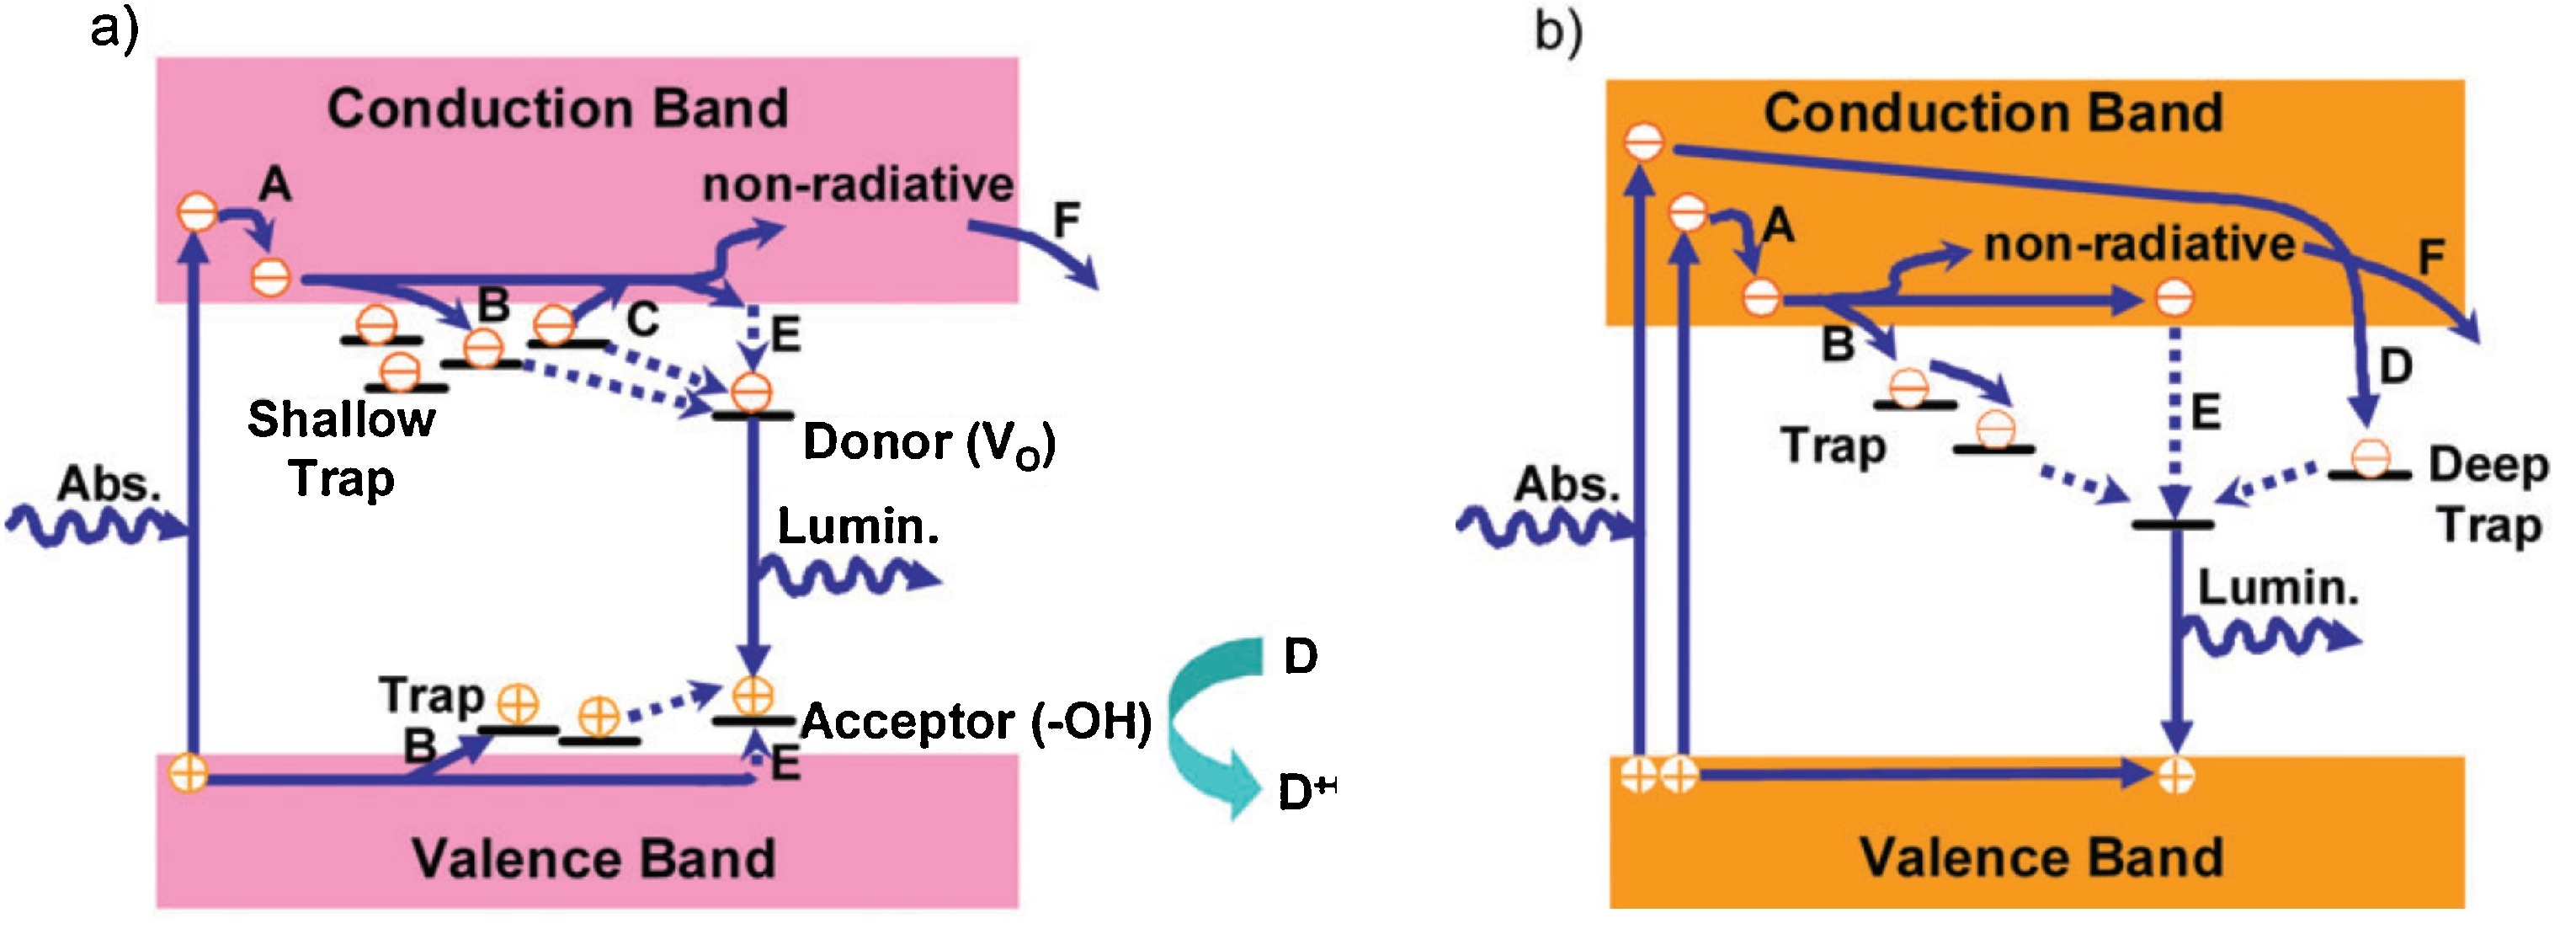 a)
Conduction Band
A
non-radiative
F
B
C
E
Shallow
Trap
Donor (VO)
Abs.
Lumin.
D
Trap
Acceptor (-OH)
B
E
D+
Valence Band
b)
Conduction Band
A
non-radiative
F
B
D
E
Trap
Deep
Trap
Abs.
Lumin.
Valence Band